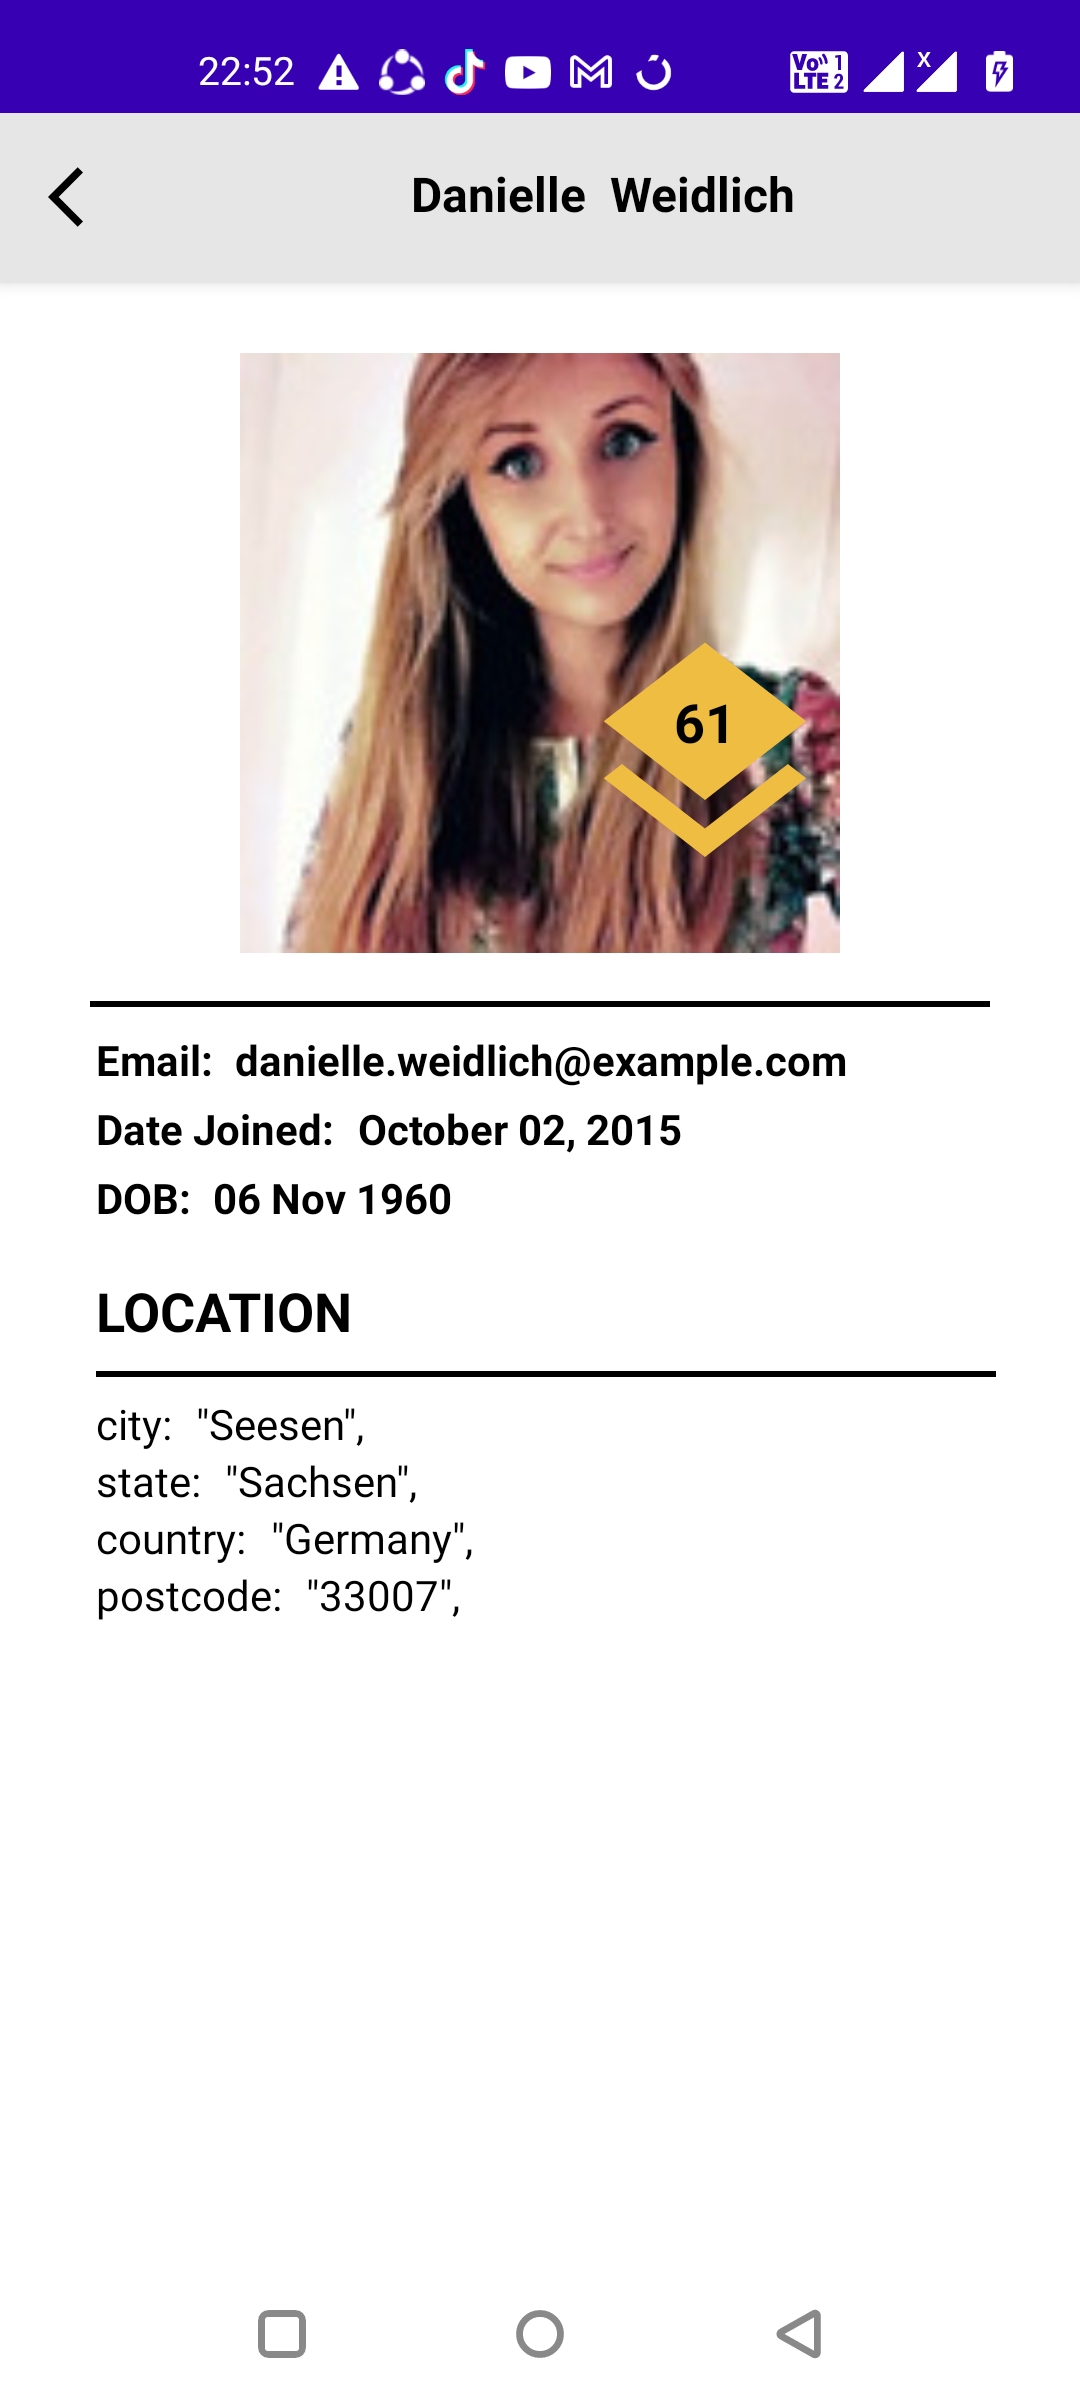 22:52 Vo 1 LTE 2 X
Danielle Weidlich
61
Email: danielle.weidlich@example.com
Date Joined: October 02, 2015
DOB: 06 Nov 1960
LOCATION
city: "Seesen",
state: "Sachsen",
country: "Germany",
postcode: "33007",